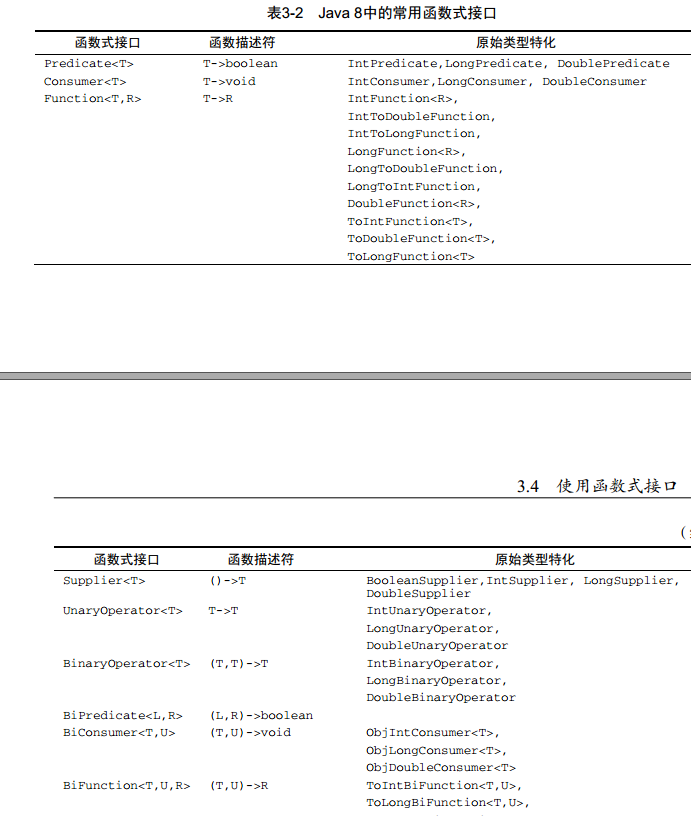 表3-2 Java 8中的常用函数式接口
函数式接口 函数描述符 原始类型特化
Predicate<T> T->boolean IntPredicate,LongPredicate, DoublePredicate
Consumer<T> T->void IntConsumer,LongConsumer, DoubleConsumer
Function<T,R> T->R IntFunction<R>,
IntToDoubleFunction,
IntToLongFunction,
LongFunction<R>,
LongToDoubleFunction,
LongToIntFunction,
DoubleFunction<R>,
ToIntFunction<T>,
ToDoubleFunction<T>,
ToLongFunction<T>
3.4 使用函数式接口
函数式接口 函数描述符 原始类型特化
Supplier<T> ()->T BooleanSupplier,IntSupplier, LongSupplier,
DoubleSupplier
UnaryOperator<T> T->T IntUnaryOperator,
LongUnaryOperator,
DoubleUnaryOperator
BinaryOperator<T> (T,T)->T IntBinaryOperator,
LongBinaryOperator,
DoubleBinaryOperator
BiPredicate<L,R> (L,R)->boolean
BiConsumer<T,U> (T,U)->void ObjIntConsumer<T>,
ObjLongConsumer<T>,
ObjDoubleConsumer<T>
BiFunction<T,U,R> (T,U)->R ToIntBiFunction<T,U>,
ToLongBiFunction<T,U>,